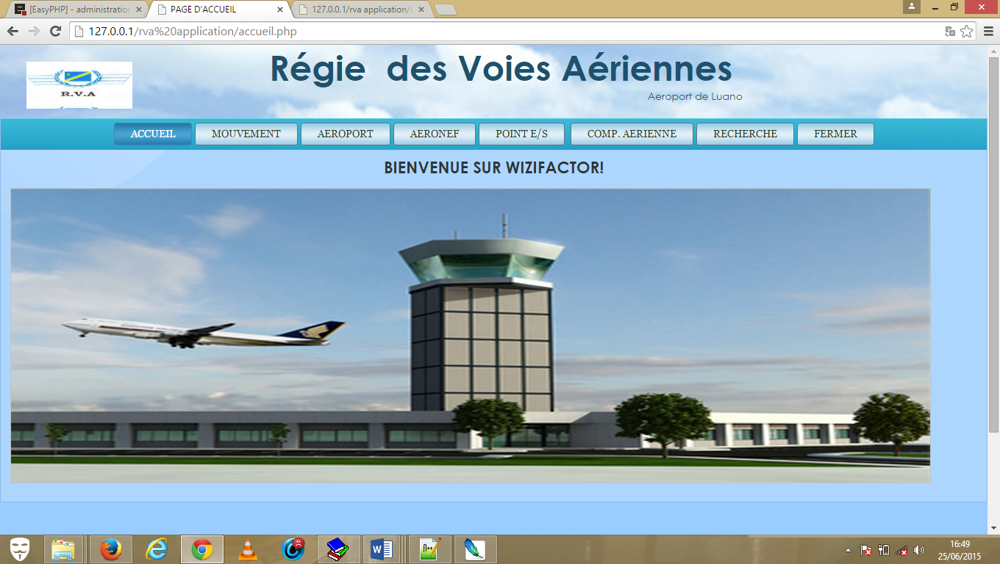 [EasyPHP] - administration
PAGE D'ACCUEIL
127.0.0.1/rva application/i
127.0.0.1/rva%20application/accueil.php
R.V.A
Régie des Voies Aériennes
Aeroport de Luano
ACCUEIL
MOUVEMENT
AEROPORT
AERONEF
POINT E/S
COMP. AERIENNE
RECHERCHE
FERMER
BIENVENUE SUR WIZIFACTOR!
16:49
25/06/2015